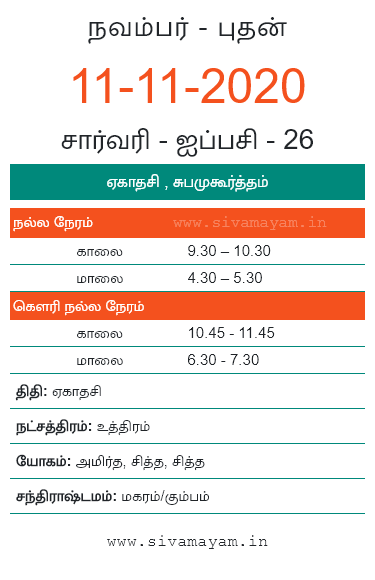 நவம்பர் - புதன்
11-11-2020
சார்வரி - ஐப்பசி - 26
ஏகாதசி , சுபமுகூர்த்தம்
நல்ல நேரம் www.sivamayam.in
காலை 9.30 – 10.30
மாலை 4.30 – 5.30
கௌரி நல்ல நேரம்
காலை 10.45 - 11.45
மாலை 6.30 - 7.30
திதி: ஏகாதசி
நட்சத்திரம்: உத்திரம்
யோகம்: அமிர்த, சித்த, சித்த
சந்திராஷ்டமம்: மகரம்/கும்பம்
www.sivamayam.in